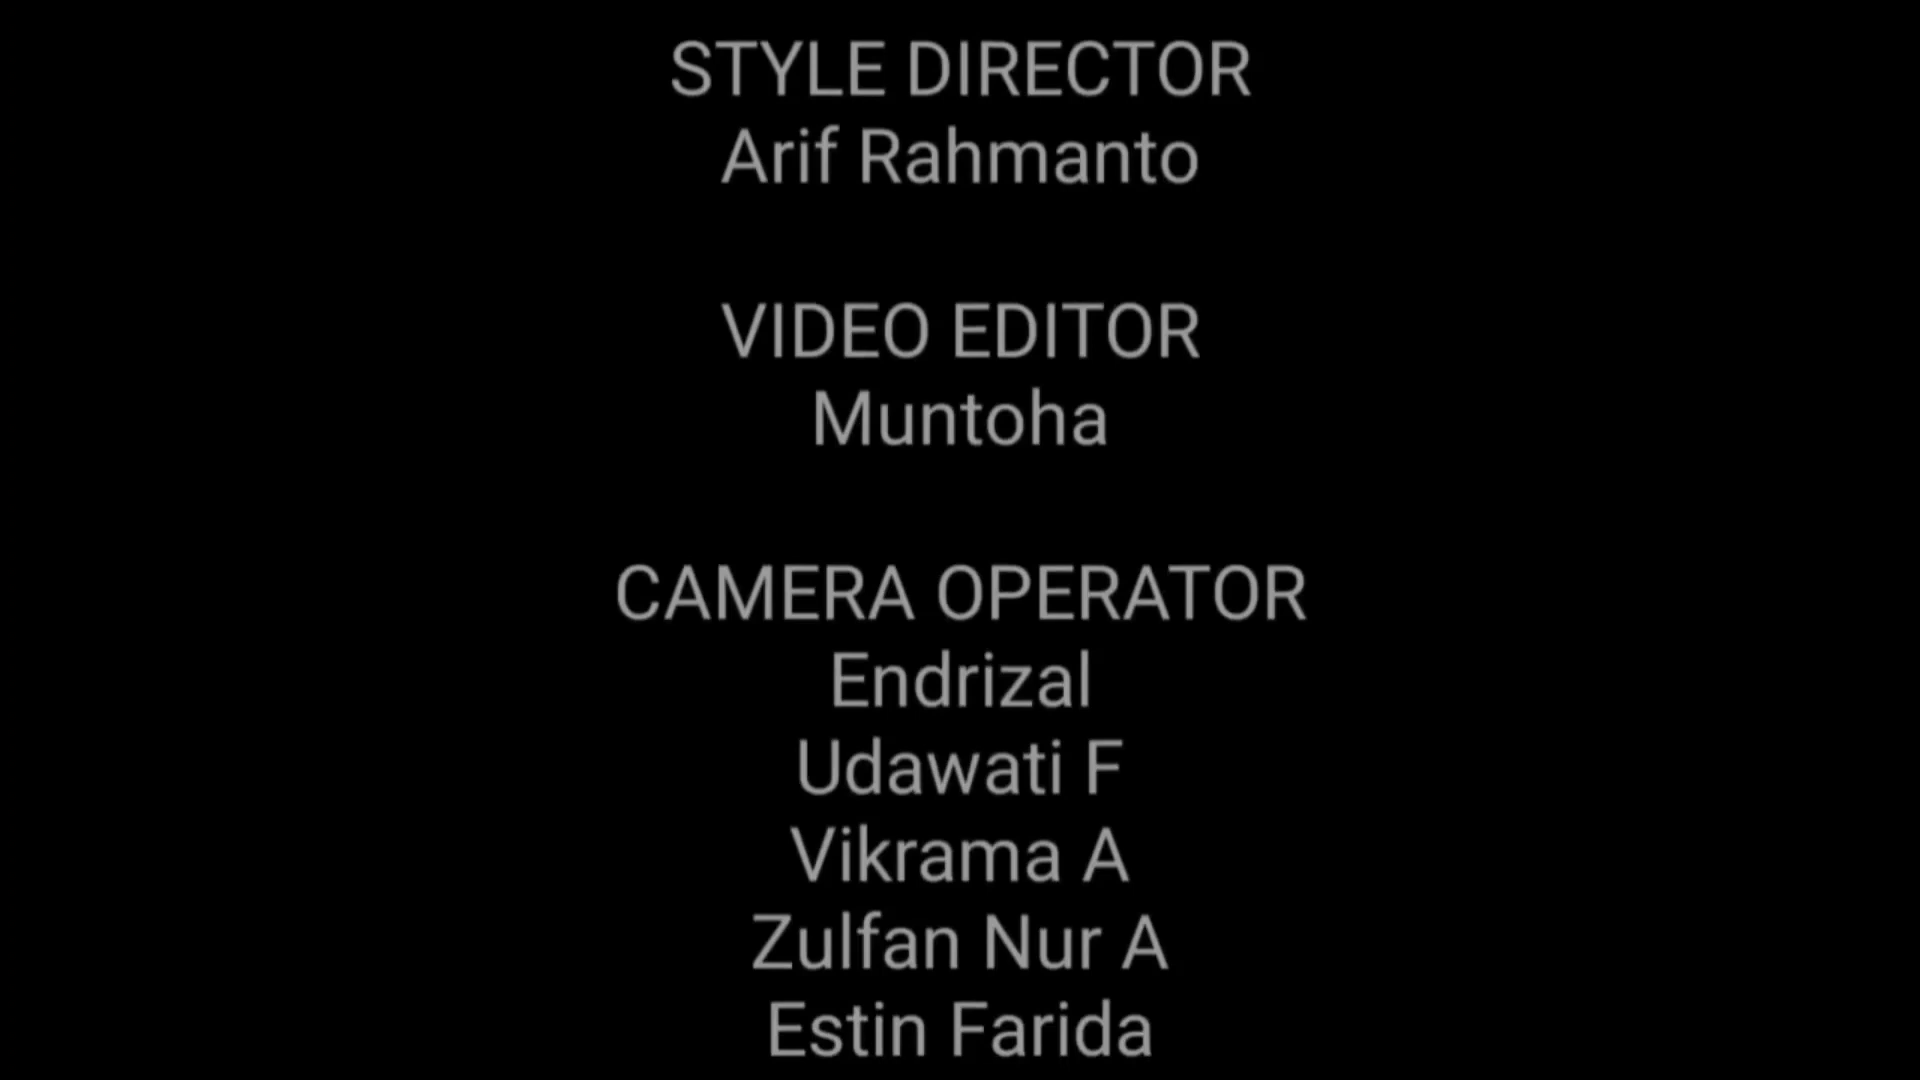 STYLE DIRECTOR
Arif Rahmanto
VIDEO EDITOR
Muntoha
CAMERA OPERATOR
Endrizal
Udawati F
Vikrama A
Zulfan Nur A
Estin Farida